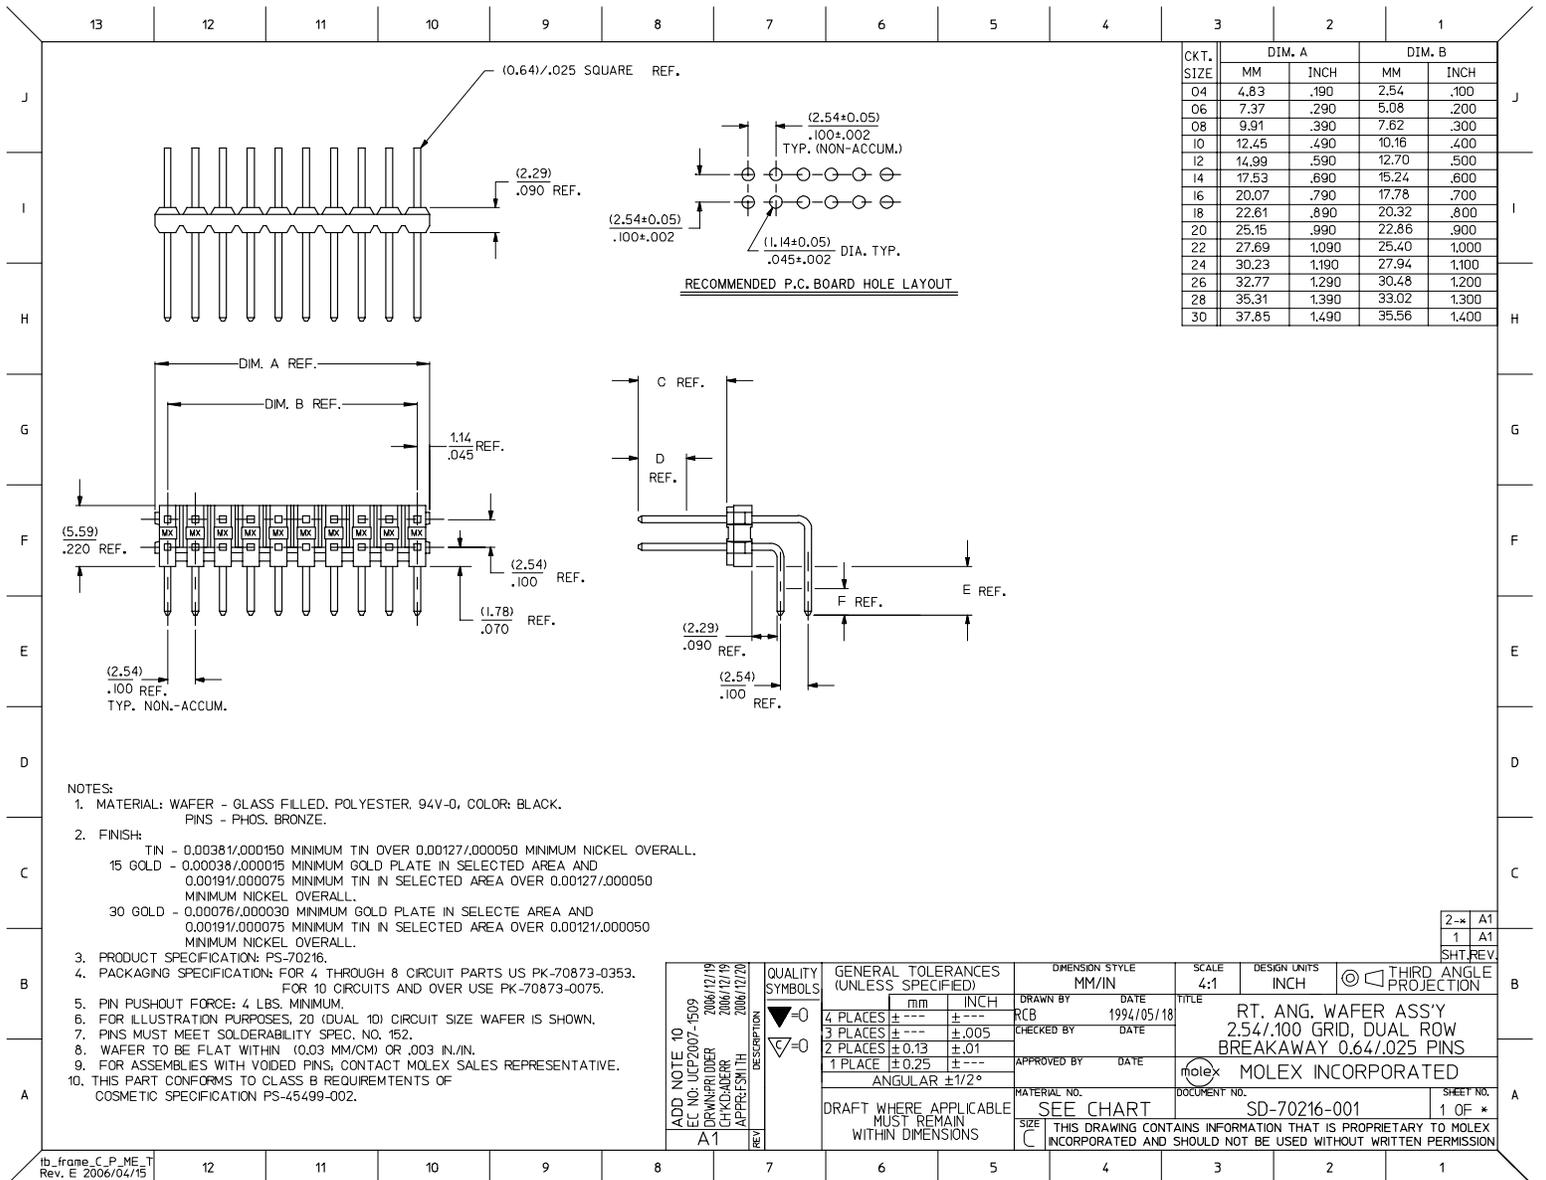 13 12 11 10 9 8 7 6 5 4 3 2 1
J
I
H
G
F
E
D
C
B
A
(0.64)/.025 SQUARE REF.
(2.29)
.090 REF.
(2.54±0.05)
.100±.002
TYP. (NON-ACCUM.)
(2.54±0.05)
.100±.002
(1.14±0.05)
.045±.002 DIA. TYP.
RECOMMENDED P.C. BOARD HOLE LAYOUT
CKT. SIZE DIM. A DIM. B
MM INCH MM INCH
04 4.83 .190 2.54 .100
06 7.37 .290 5.08 .200
08 9.91 .390 7.62 .300
10 12.45 .490 10.16 .400
12 14.99 .590 12.70 .500
14 17.53 .690 15.24 .600
16 20.07 .790 17.78 .700
18 22.61 .890 20.32 .800
20 25.15 .990 22.86 .900
22 27.69 1.090 25.40 1.000
24 30.23 1.190 27.94 1.100
26 32.77 1.290 30.48 1.200
28 35.31 1.390 33.02 1.300
30 37.85 1.490 35.56 1.400
DIM. A REF.
DIM. B REF.
1.14
.045 REF.
(5.59)
.220 REF.
MX MX MX MX MX MX MX MX MX MX
(2.54)
.100 REF.
(1.78)
.070 REF.
(2.54)
.100 REF.
TYP. NON.-ACCUM.
C REF.
D
REF.
E REF.
F REF.
(2.29)
.090 REF.
(2.54)
.100
REF.
NOTES:
1. MATERIAL: WAFER - GLASS FILLED. POLYESTER, 94V-0, COLOR: BLACK.
PINS - PHOS. BRONZE.
2. FINISH:
TIN - 0.00381/.000150 MINIMUM TIN OVER 0.00127/.000050 MINIMUM NICKEL OVERALL.
15 GOLD - 0.00038/.000015 MINIMUM GOLD PLATE IN SELECTED AREA AND
0.00191/.000075 MINIMUM TIN IN SELECTED AREA OVER 0.00127/.000050
MINIMUM NICKEL OVERALL.
30 GOLD - 0.00076/.000030 MINIMUM GOLD PLATE IN SELECTE AREA AND
0.00191/.000075 MINIMUM TIN IN SELECTED AREA OVER 0.00121/.000050
MINIMUM NICKEL OVERALL.
3. PRODUCT SPECIFICATION: PS-70216.
4. PACKAGING SPECIFICATION: FOR 4 THROUGH 8 CIRCUIT PARTS US PK-70873-0353.
FOR 10 CIRCUITS AND OVER USE PK-70873-0075.
5. PIN PUSHOUT FORCE: 4 LBS. MINIMUM.
6. FOR ILLUSTRATION PURPOSES, 20 (DUAL 10) CIRCUIT SIZE WAFER IS SHOWN.
7. PINS MUST MEET SOLDERABILITY SPEC. NO. 152.
8. WAFER TO BE FLAT WITHIN (0.03 MM/CM) OR .003 IN./IN.
9. FOR ASSEMBLIES WITH VOIDED PINS, CONTACT MOLEX SALES REPRESENTATIVE.
10. THIS PART CONFORMS TO CLASS B REQUIREMTENTS OF
COSMETIC SPECIFICATION PS-45499-002.
2-* A1
1 A1
SHT. REV.
ADD NOTE 10
EC NO: UCP2007-1509
DRWN:PRIDDER 2006/12/19
CH'KD:ADERR 2006/12/19
APPR:FSMITH 2006/12/20
A1
DESCRIPTION
REV
QUALITY
SYMBOLS
=0
C =0
GENERAL TOLERANCES
(UNLESS SPECIFIED)
mm INCH
4 PLACES ±--- ±---
3 PLACES ±--- ±.005
2 PLACES ±0.13 ±.01
1 PLACE ±0.25 ±---
ANGULAR ±1/2°
DRAFT WHERE APPLICABLE
MUST REMAIN
WITHIN DIMENSIONS
DIMENSION STYLE
MM/IN
SCALE
4:1
DESIGN UNITS
INCH
THIRD ANGLE
PROJECTION
DRAWN BY DATE
RCB 1994/05/18
CHECKED BY DATE
APPROVED BY DATE
TITLE
RT. ANG. WAFER ASS'Y
2.54/.100 GRID, DUAL ROW
BREAKAWAY 0.64/.025 PINS
molex MOLEX INCORPORATED
MATERIAL NO.
SEE CHART
DOCUMENT NO.
SD-70216-001
SHEET NO.
1 OF *
SIZE
C
THIS DRAWING CONTAINS INFORMATION THAT IS PROPRIETARY TO MOLEX
INCORPORATED AND SHOULD NOT BE USED WITHOUT WRITTEN PERMISSION
J
I
H
G
F
E
D
C
B
A
tb_frame_C_P_ME_T
Rev. E 2006/04/15
12 11 10 9 8 7 6 5 4 3 2 1